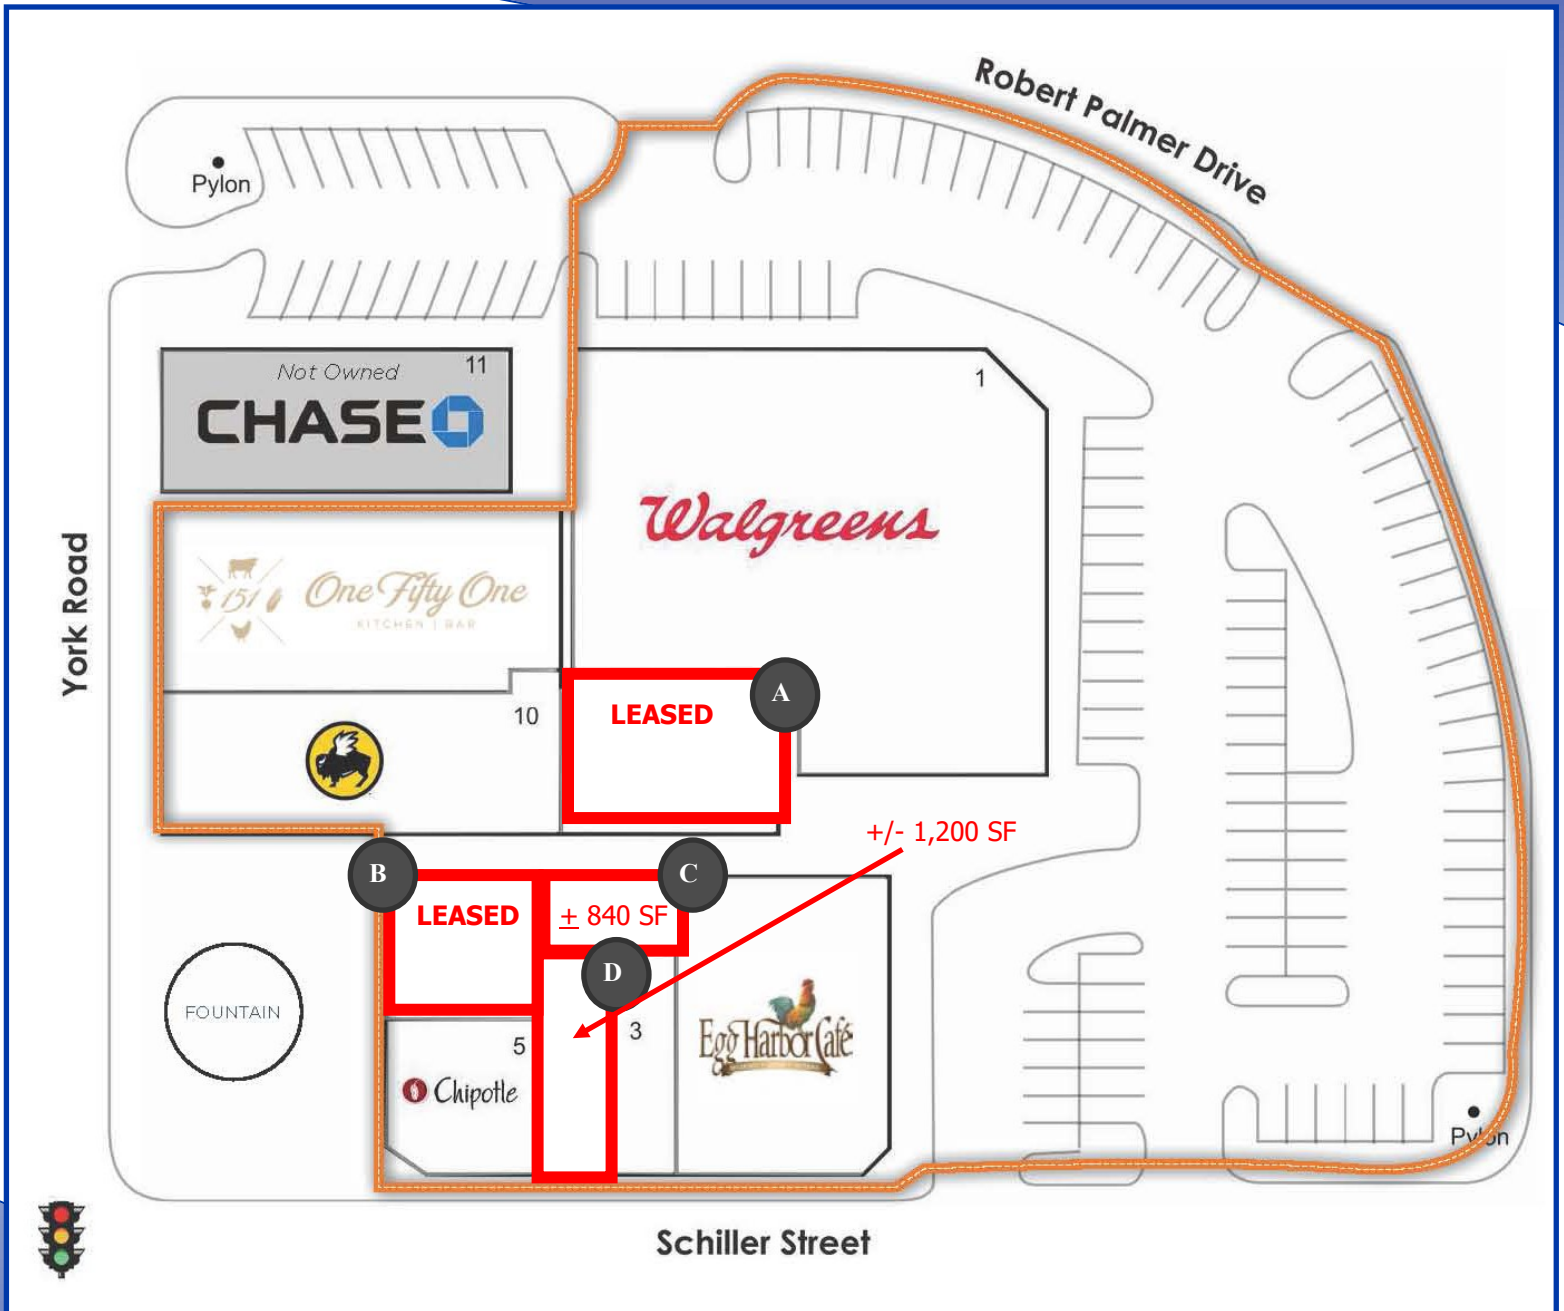 Robert Palmer Drive
Pylon
Not Owned
11
CHASE
1
Walgreens
151
One Fifty One
KITCHEN | BAR
York Road
10
LEASED
A
+/- 1,200 SF
B
C
LEASED
± 840 SF
D
FOUNTAIN
5
3
Egg Harbor Café
Chipotle
Pylon
Schiller Street